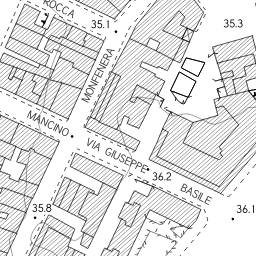 ROCCA
35.1
35.3
MONFENERA
MANCINO
VIA GIUSEPPE
BASILE
36.2
35.8
36.1